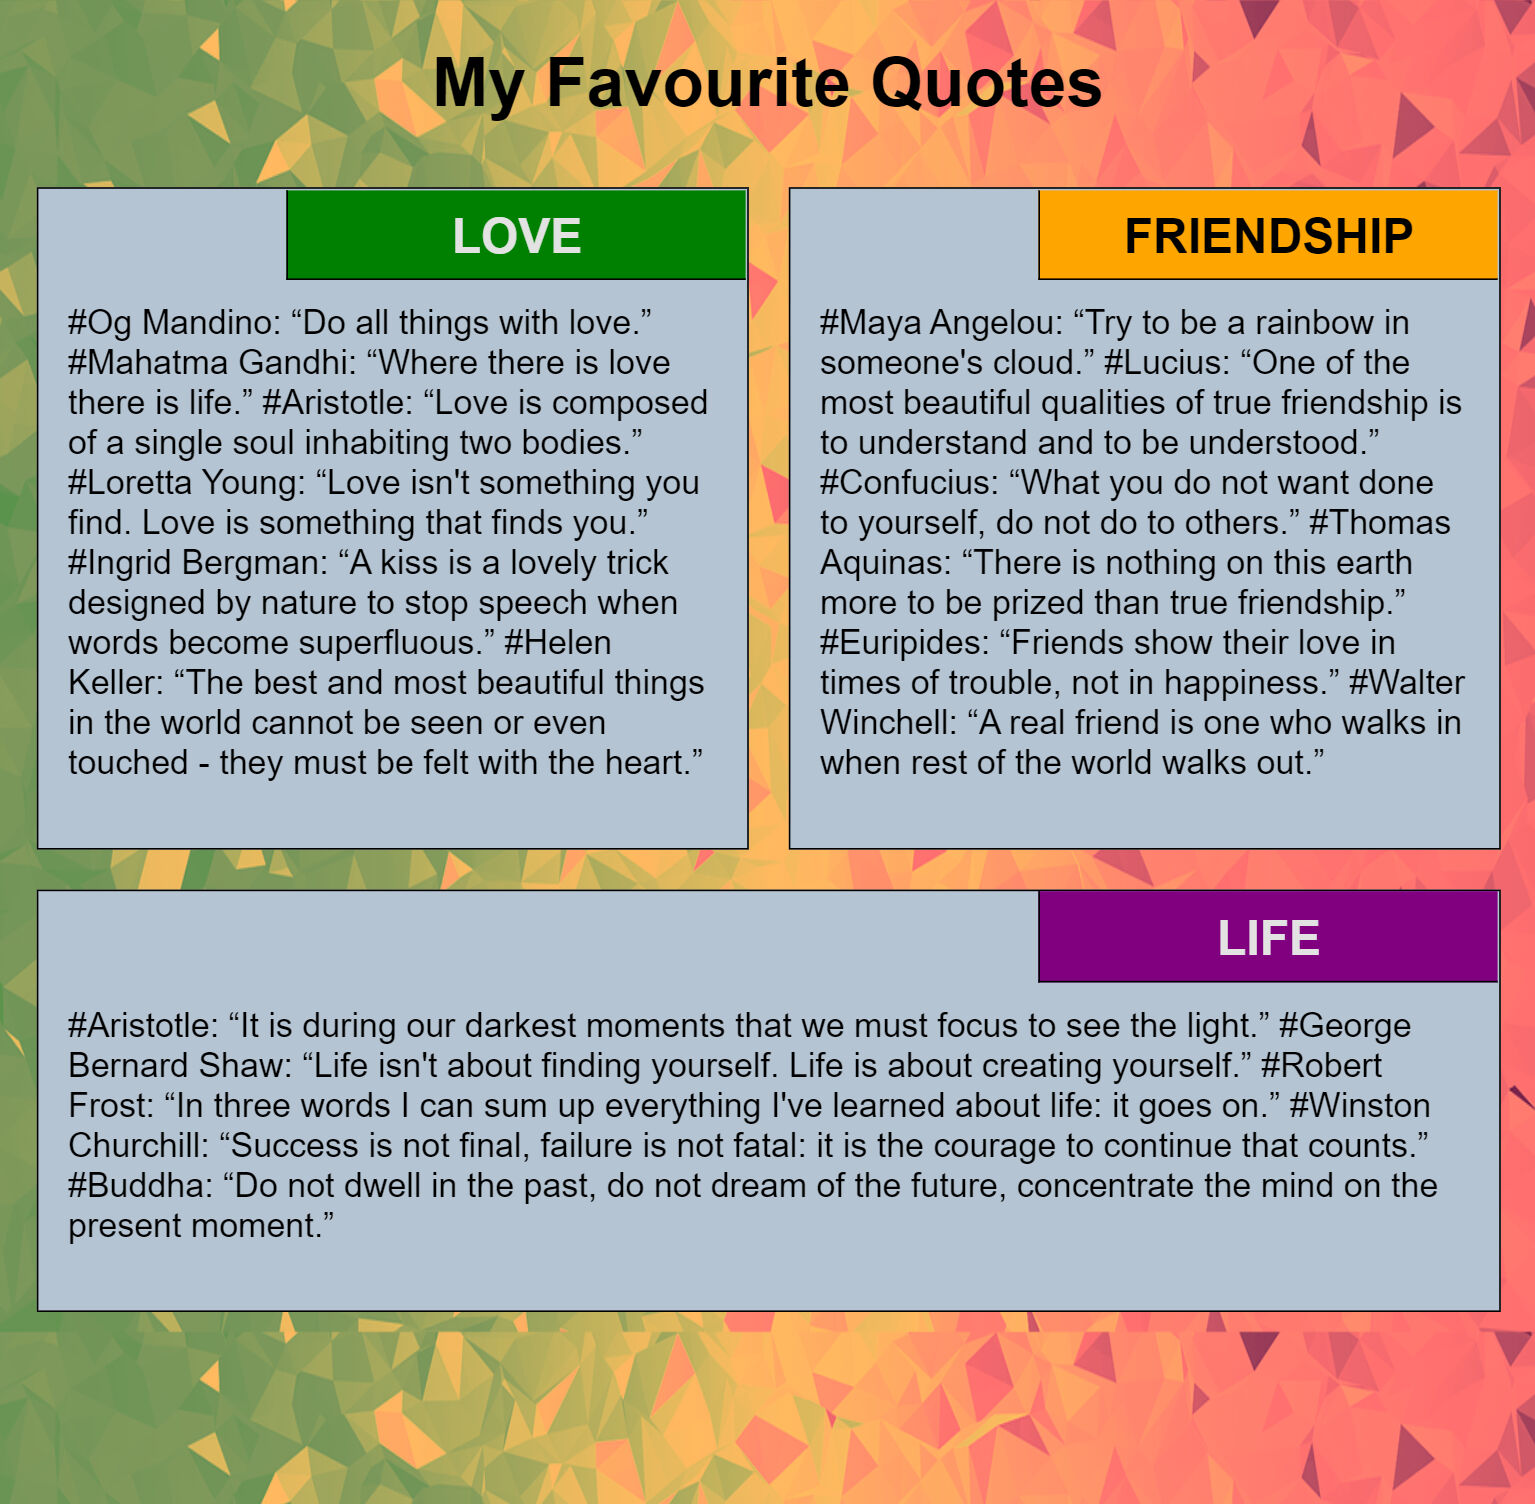 My Favourite Quotes
LOVE
#Og Mandino: “Do all things with love.”
#Mahatma Gandhi: “Where there is love
there is life.” #Aristotle: “Love is composed
of a single soul inhabiting two bodies.”
#Loretta Young: “Love isn't something you
find. Love is something that finds you.”
#Ingrid Bergman: “A kiss is a lovely trick
designed by nature to stop speech when
words become superfluous.” #Helen
Keller: “The best and most beautiful things
in the world cannot be seen or even
touched - they must be felt with the heart.”
FRIENDSHIP
#Maya Angelou: “Try to be a rainbow in
someone's cloud.” #Lucius: “One of the
most beautiful qualities of true friendship is
to understand and to be understood.”
#Confucius: “What you do not want done
to yourself, do not do to others.” #Thomas
Aquinas: “There is nothing on this earth
more to be prized than true friendship.”
#Euripides: “Friends show their love in
times of trouble, not in happiness.” #Walter
Winchell: “A real friend is one who walks in
when rest of the world walks out.”
LIFE
#Aristotle: “It is during our darkest moments that we must focus to see the light.” #George
Bernard Shaw: “Life isn't about finding yourself. Life is about creating yourself.” #Robert
Frost: “In three words I can sum up everything I've learned about life: it goes on.” #Winston
Churchill: “Success is not final, failure is not fatal: it is the courage to continue that counts.”
#Buddha: “Do not dwell in the past, do not dream of the future, concentrate the mind on the
present moment.”